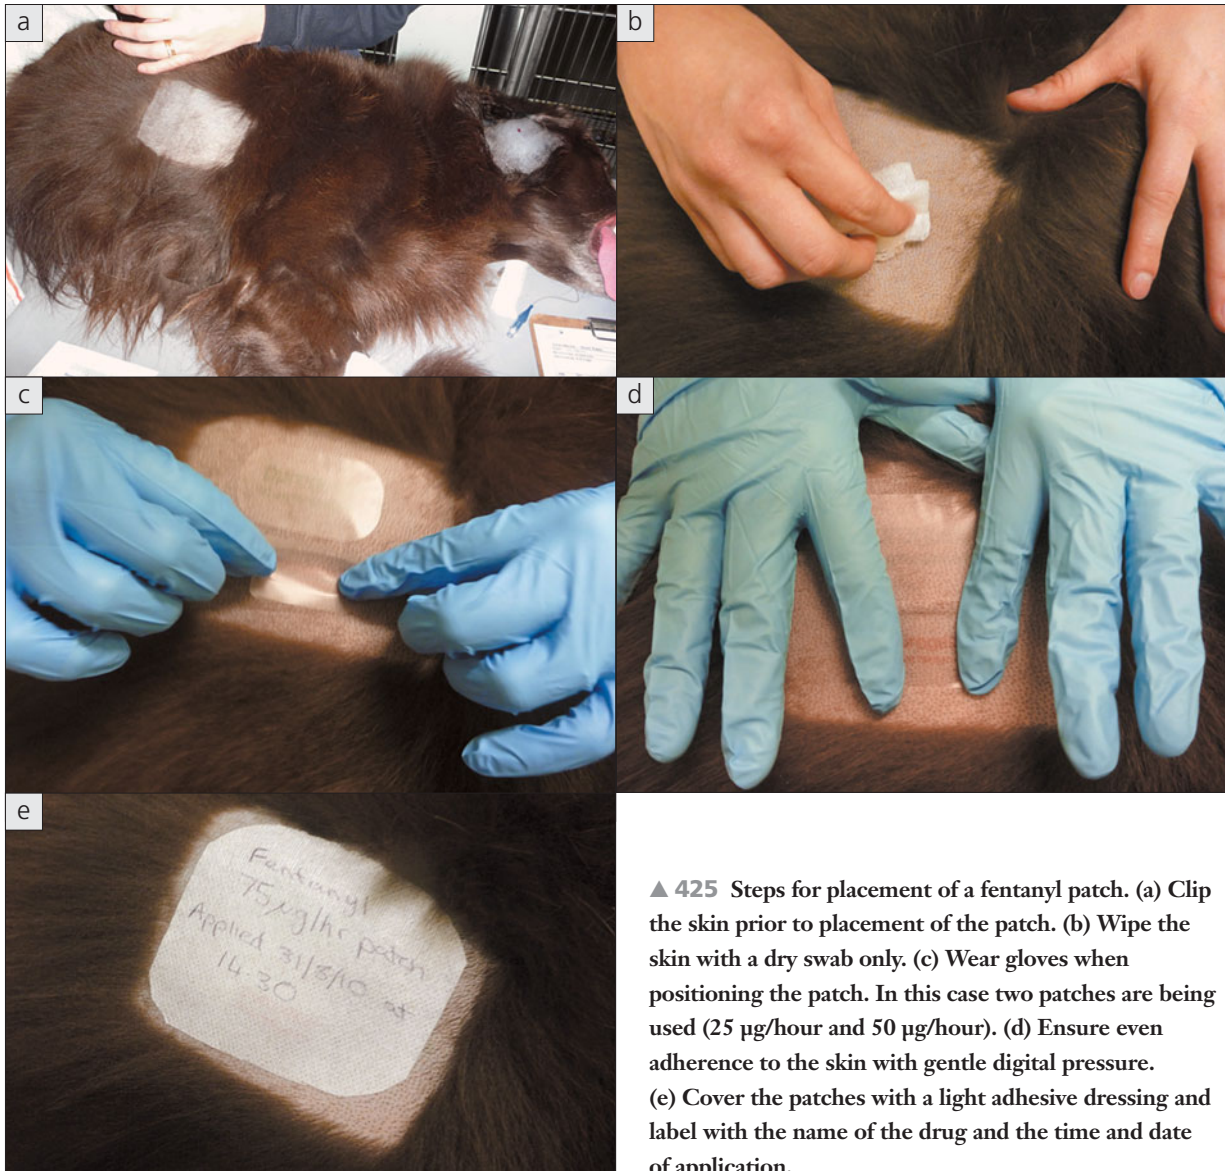 a
b
c
d
e
Fentanyl
75 µg/hr patch
Applied 31/3/10 at
14.30
▲ 425 Steps for placement of a fentanyl patch. (a) Clip
the skin prior to placement of the patch. (b) Wipe the
skin with a dry swab only. (c) Wear gloves when
positioning the patch. In this case two patches are being
used (25 µg/hour and 50 µg/hour). (d) Ensure even
adherence to the skin with gentle digital pressure.
(e) Cover the patches with a light adhesive dressing and
label with the name of the drug and the time and date
of application.